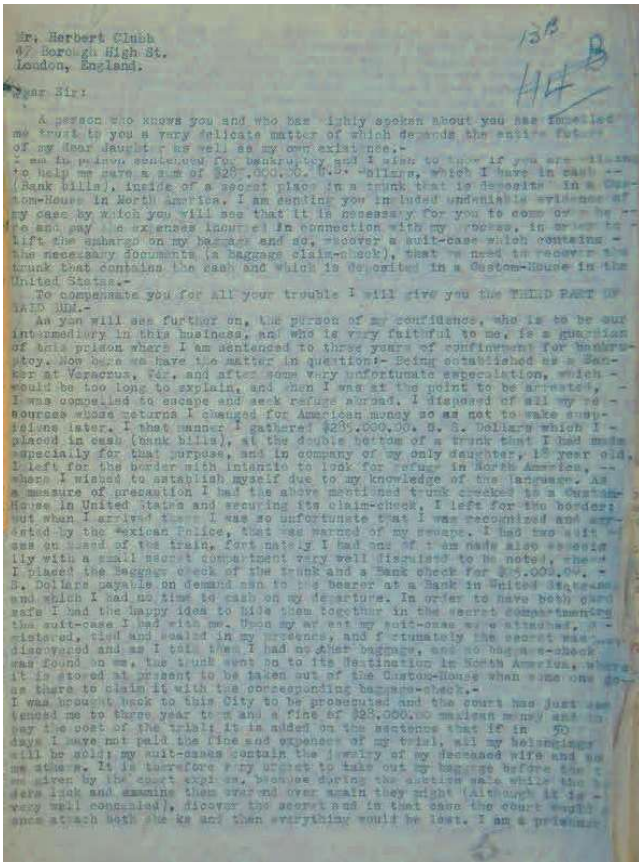 Mr. Herbert Clubb
47 Borough High St.
London, England.
13 B
B
44
Dear Sir:
A person who knows you and who has highly spoken about you has impelled
me trust to you a very delicate matter of which depends the entire future
of my dear daughter as well as my own existence.-
I am in prison sentenced for bankruptcy and I wish to know if you are willing
to help me save a sum of $285.000.00 U.S. Dollars, which I have in cash --
(Bank bills), inside of a secret place in a trunk that is deposited in a Cus-
tom-House in North America. I am sending you included undeniable evidence of
my case by which you will see that it is necessary for you to come over he --
re and pay the expenses incured in connection with my process, in order to
lift the embargo on my baggage and so, recover a suit-case which contains -
the necessary documents (a baggage claim-check), that we need to recover the
trunk that contains the cash and which is deposited in a Custom-House in the
United States.-
To compensate you for all your trouble I will give you the THIRD PART OF
SAID SUM.-
As you will see further on, the person of my confidence, who is to be our
intermediary in this business, and who is very faithful to me, is a guardian
of this prison where I am sentenced to three years of confinement for bankru-
ptcy. Now here we have the matter in question:- Being established as a Ban-
ker at Veracruz, Ver. and after some very unfortunate especulation, which -
would be too long to explain, and when I was at the point to be arrested, -
I was compelled to escape and seek refuge abroad. I disposed of all my re -
sources whose returns I changed for American money so as not to wake susp-
icions later. I that manner I gathered $285.000.00. U. S. Dollars which I -
placed in cash (bank bills), at the double bottom of a trunk that I had made
especially for that purpose, and in company of my only daughter, 18 year old,
I left for the border with intentio to look for refuge in North America, --
where I wished to establish myself due to my knowledge of the language. As
a measure of precaution I had the above mentioned trunk checked to a Custom-
House in United States and securing its claim-check, I left for the border;
but when I arrived there I was so unfortunate that I was recognized and arr-
ested by the Mexican Police, that was warned of my escape. I had two suit
cases on board of the train, fortunately I had one of them made also especia
lly with a small secret compartment very well disguised to be noted, where
I placed the Baggage check of the trunk and a Bank check for
S. Dollars payable on demand and to the bearer at a Bank in United States
and which I had no time to cash on my departure. In order to have both checks
safe I had the happy idea to hide them together in the secret compartment of
the suit-case I had with me. Upon my arrest my suit-cases were attached, re -
gistered, tied and sealed in my presence, and fortunately the secret was
discovered and as I told them I had no other baggage, and no baggage-check
was found on me, the trunk went on to its destination in North America, where
it is stored at present to be taken out of the Custom-House when some one go-
es there to claim it with the corresponding baggage-check.-
I was brought back to this City to be prosecuted and the court has just sen
tenced me to three year term and a fine of $28.000.00 mexican money and to
pay the cost of the trial; it is added on the sentence that if in
days I have not paid the fine and expenses of my trial, all my belongings
will be sold; my suit-cases contain the jewelry of my deceased wife and so
me others. It is therefore very urgent to take out my baggage before the t
given by the court expires, because during the auction sale while the
ders look and examine them over and over again they might (Although it is -
very well concealed), dicover the secret and is that case the court would
once attach both checks and then everything would be lost. I am a prisoner